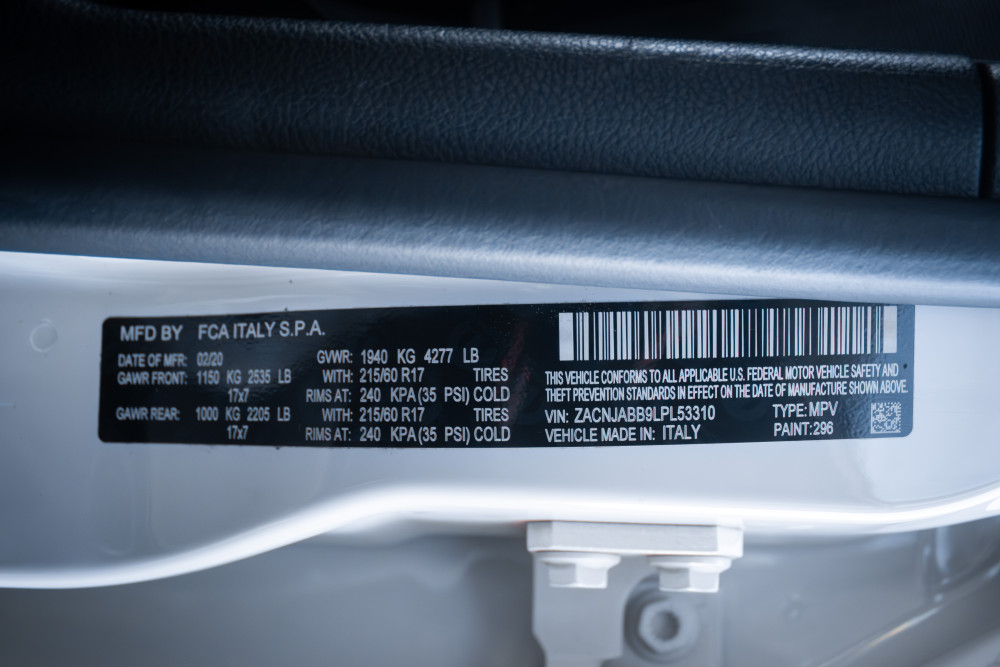 MFD BY FCA ITALY S.P.A.
DATE OF MFR: 02/20 GVWR: 1940 KG 4277 LB
GAWR FRONT: 1150 KG 2535 LB WITH: 215/60 R17 TIRES
17x7 RIMS AT: 240 KPA (35 PSI) COLD
GAWR REAR: 1000 KG 2205 LB WITH: 215/60 R17 TIRES
17x7 RIMS AT: 240 KPA (35 PSI) COLD
THIS VEHICLE CONFORMS TO ALL APPLICABLE U.S. FEDERAL MOTOR VEHICLE SAFETY AND
THEFT PREVENTION STANDARDS IN EFFECT ON THE DATE OF MANUFACTURE SHOWN ABOVE.
VIN: ZACNJABB9LPL53310 TYPE: MPV
VEHICLE MADE IN: ITALY PAINT: 296